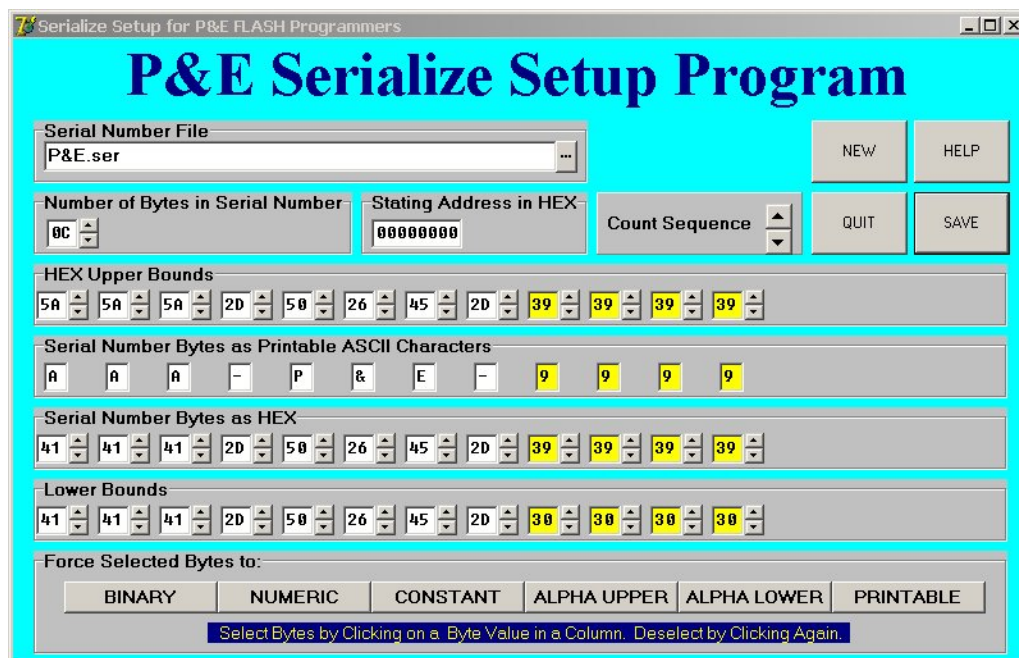 Serialize Setup for P&E FLASH Programmers
P&E Serialize Setup Program
Serial Number File
P&E.ser
...
NEW
HELP
Number of Bytes in Serial Number
0C
Stating Address in HEX
00000000
Count Sequence
QUIT
SAVE
HEX Upper Bounds
5A 5A 5A 2D 50 26 45 2D 39 39 39 39
Serial Number Bytes as Printable ASCII Characters
A A A - P & E - 9 9 9 9
Serial Number Bytes as HEX
41 41 41 2D 50 26 45 2D 39 39 39 39
Lower Bounds
41 41 41 2D 50 26 45 2D 30 30 30 30
Force Selected Bytes to:
BINARY NUMERIC CONSTANT ALPHA UPPER ALPHA LOWER PRINTABLE
Select Bytes by Clicking on a Byte Value in a Column. Deselect by Clicking Again.